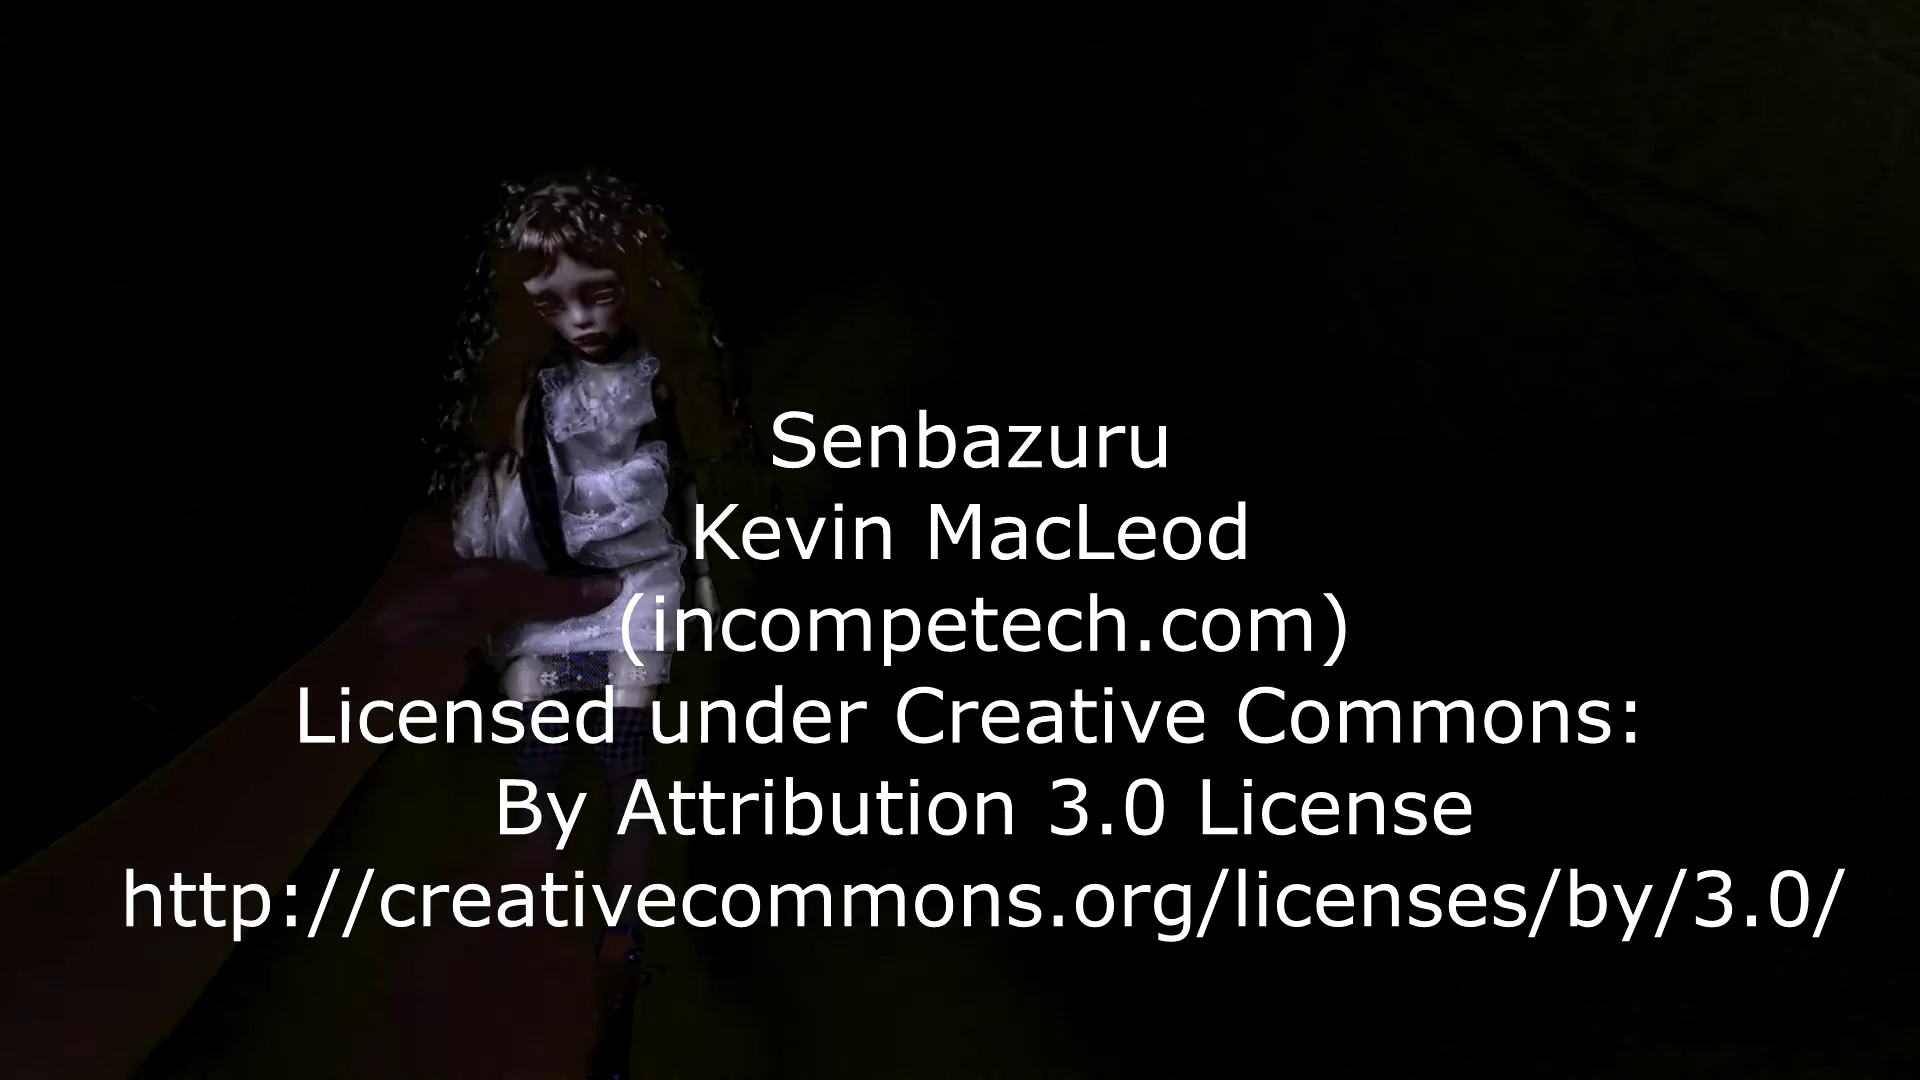 Senbazuru
Kevin MacLeod
(incompetech.com)
Licensed under Creative Commons:
By Attribution 3.0 License
http://creativecommons.org/licenses/by/3.0/